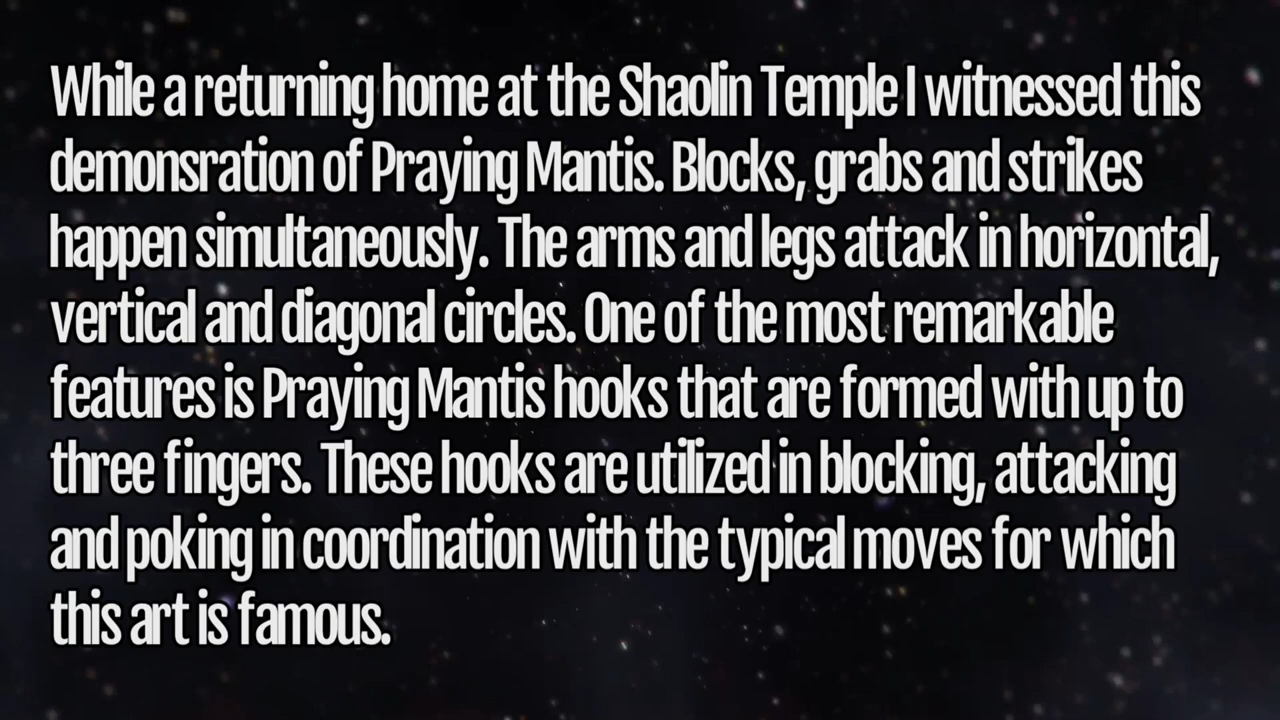 While a returning home at the Shaolin Temple I witnessed this
demonsration of Praying Mantis. Blocks, grabs and strikes
happen simultaneously. The arms and legs attack in horizontal,
vertical and diagonal circles. One of the most remarkable
features is Praying Mantis hooks that are formed with up to
three fingers. These hooks are utilized in blocking, attacking
and poking in coordination with the typical moves for which
this art is famous.